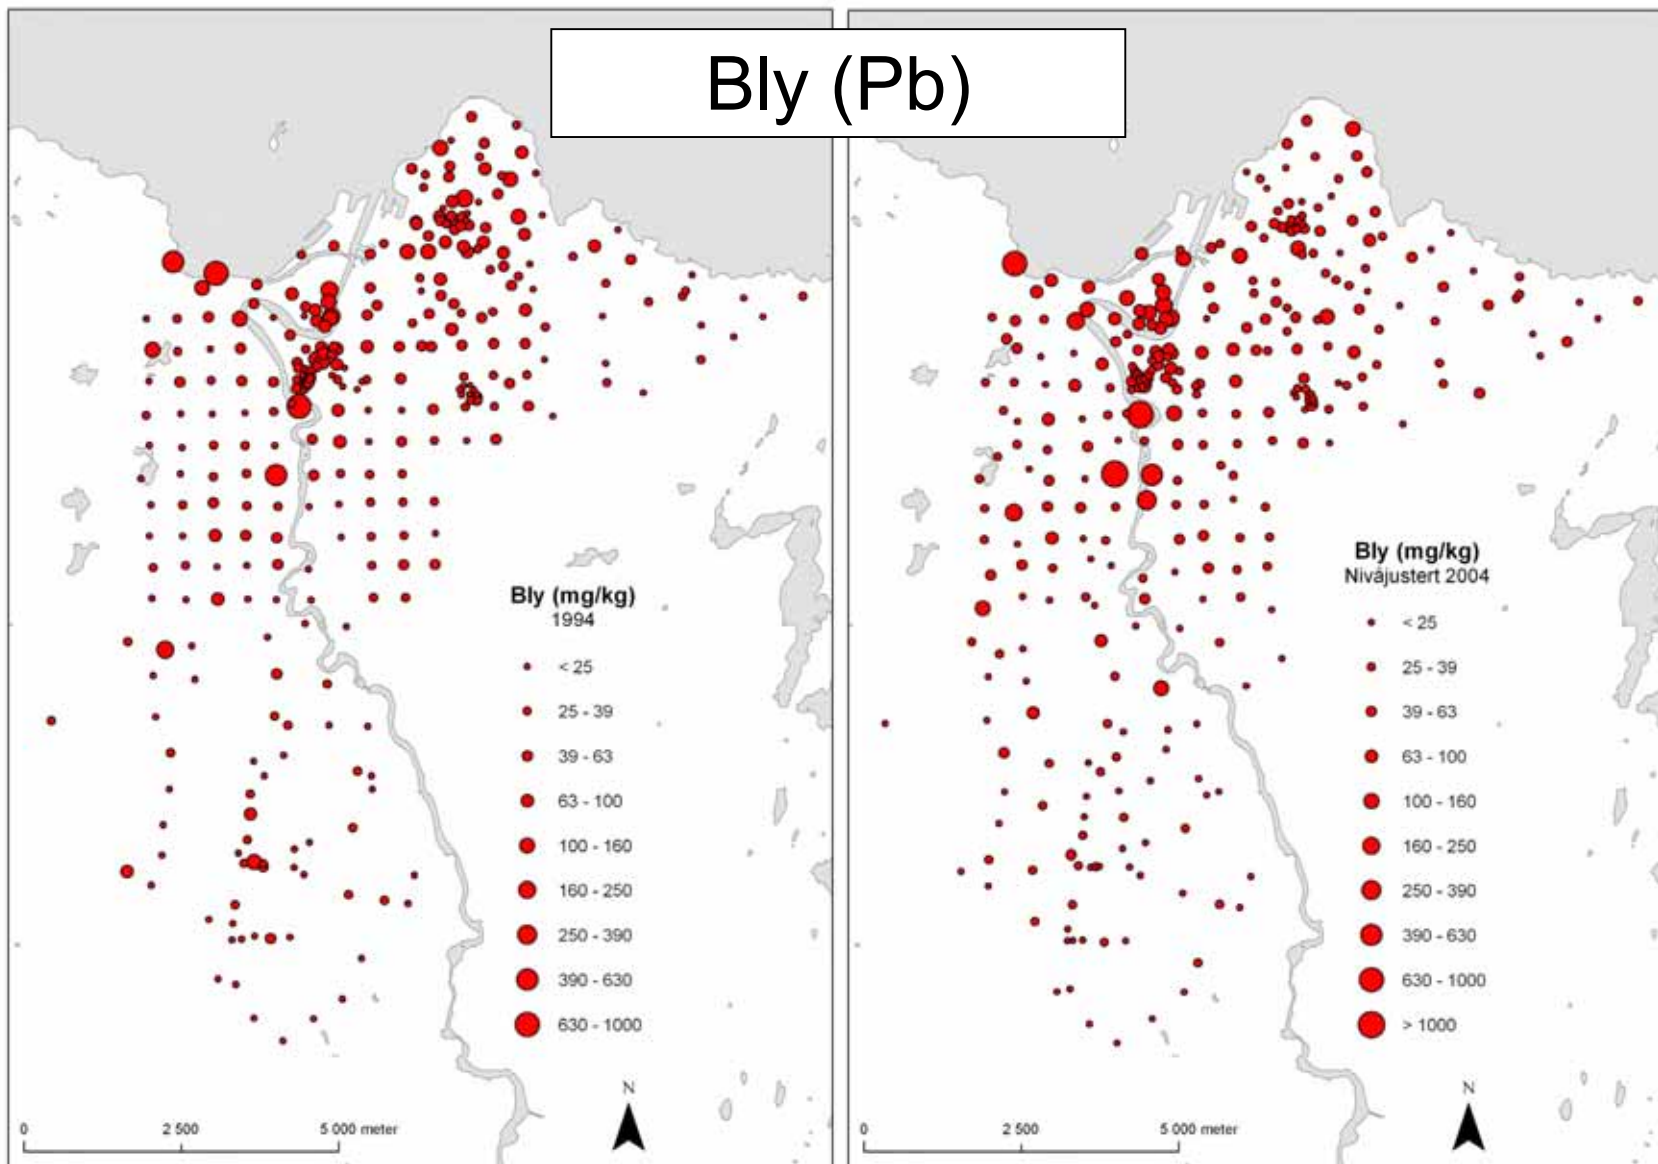 Bly (Pb)
Bly (mg/kg)
1994
< 25
25 - 39
39 - 63
63 - 100
100 - 160
160 - 250
250 - 390
390 - 630
630 - 1000
N
0
2 500
5 000 meter
Bly (mg/kg)
Nivåjustert 2004
< 25
25 - 39
39 - 63
63 - 100
100 - 160
160 - 250
250 - 390
390 - 630
630 - 1000
> 1000
N
0
2 500
5 000 meter